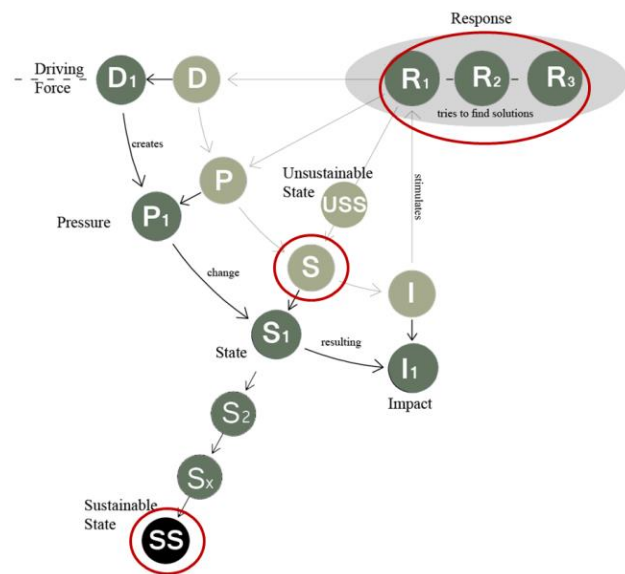 Response
Driving
Force
D1
D
R1
R2
R3
tries to find solutions
creates
P
Unsustainable
State
USS
stimulates
P1
Pressure
change
S
I
S1
State
resulting
I1
Impact
S2
Sx
Sustainable
State
SS